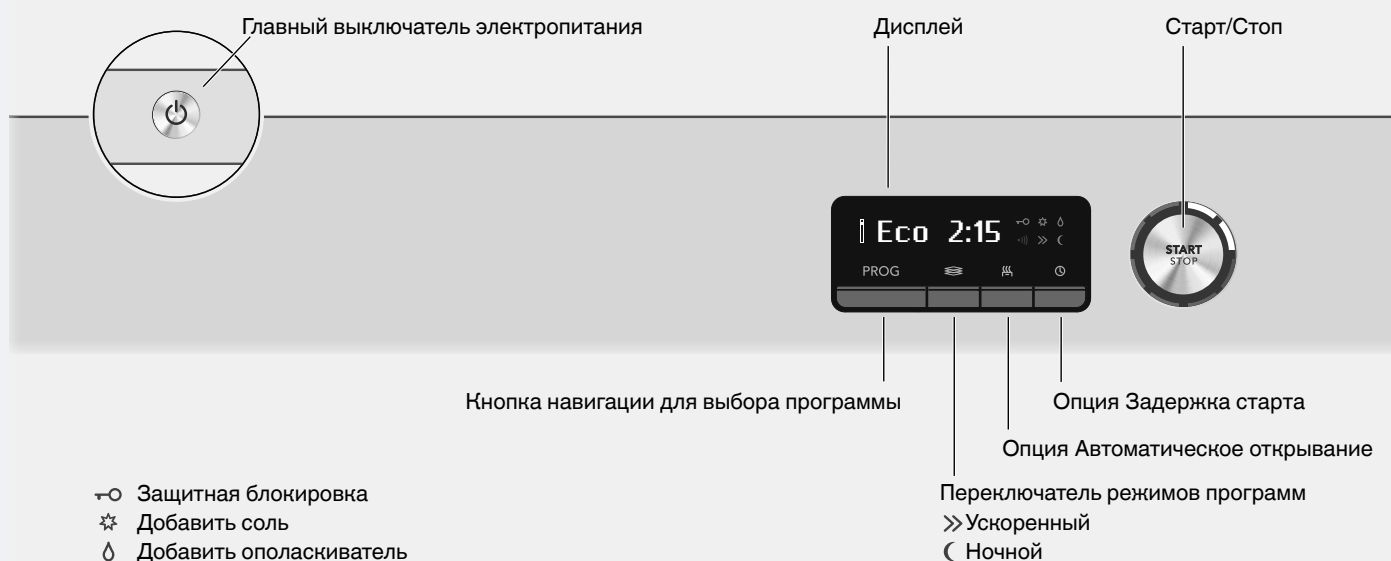 Главный выключатель электропитания
Дисплей
Старт/Стоп
Eco 2:15
PROG
START
STOP
Кнопка навигации для выбора программы
Опция Задержка старта
Опция Автоматическое открывание
Переключатель режимов программ
Ускоренный
Ночной
Защитная блокировка
Добавить соль
Добавить ополаскиватель